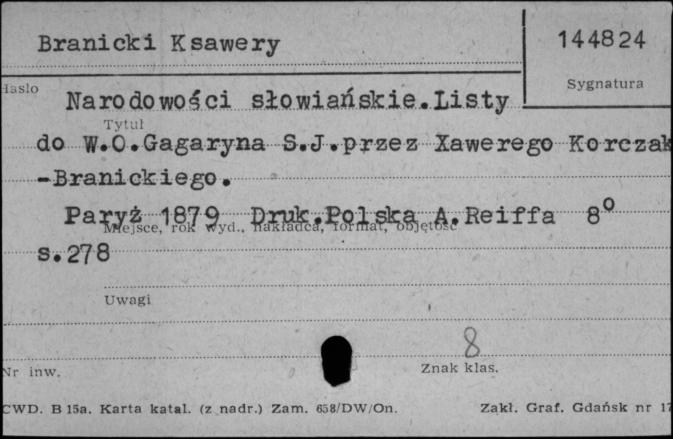 Branicki Ksawery
144824
Hasło
Sygnatura
Narodowości słowiańskie.Listy
Tytuł
do W.O.Gagaryna S.J.przez Xawerego Korczak
-Branickiego.
Paryż 1879 Druk.Polska A.Reiffa 8°
Miejsce, rok wyd., nakładca, format, objętość
s.278
Uwagi
8
Nr inw.
Znak klas.
CWD. B 15a. Karta katal. (z nadr.) Zam. 658/DW/On.
Zakł. Graf. Gdańsk nr 17